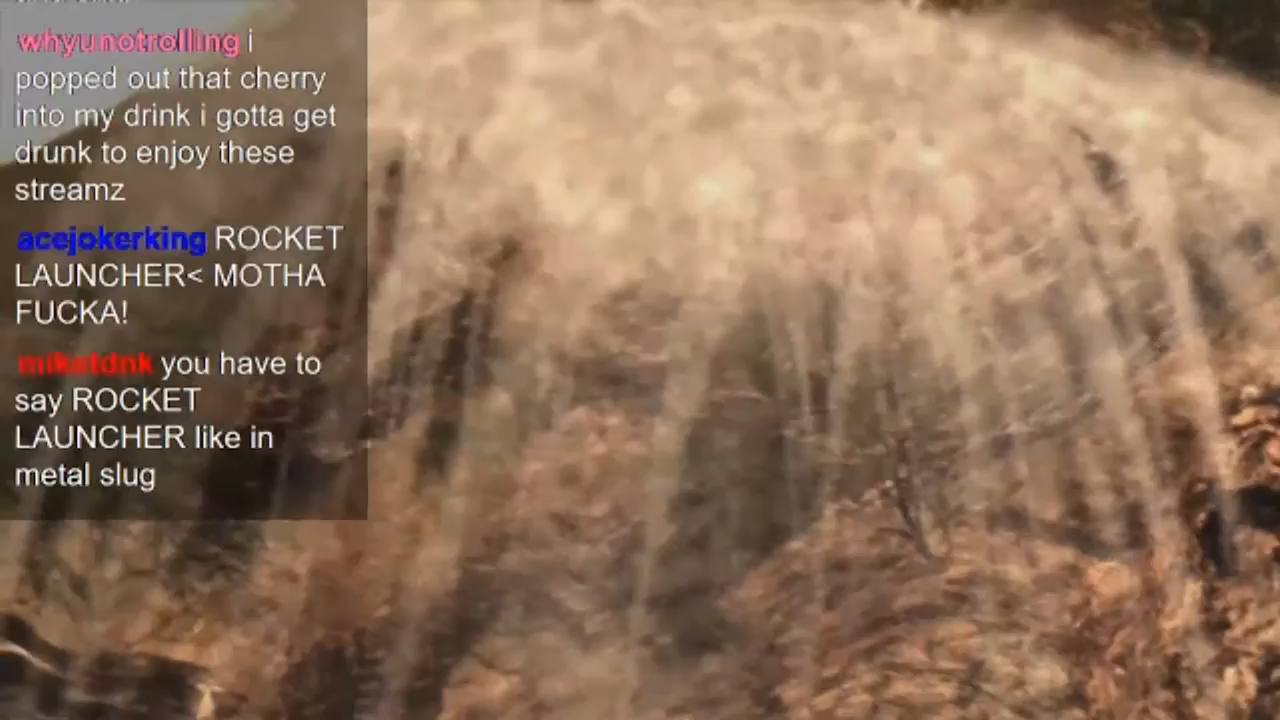 whyunotrolling i
popped out that cherry
into my drink i gotta get
drunk to enjoy these
streamz
acejokerking ROCKET
LAUNCHER< MOTHA
FUCKA!
miketdnk you have to
say ROCKET
LAUNCHER like in
metal slug